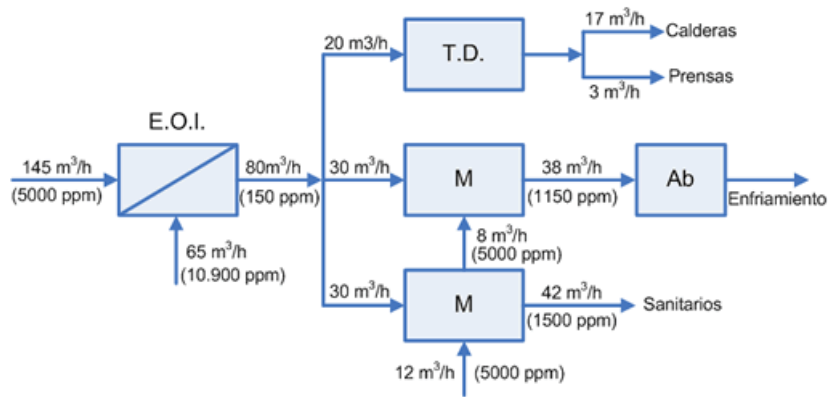 E.O.I.
145 m³/h
(5000 ppm)
65 m³/h
(10.900 ppm)
80m³/h
(150 ppm)
20 m3/h
T.D.
17 m³/h
Calderas
Prensas
3 m³/h
30 m³/h
M
38 m³/h
(1150 ppm)
Ab
Enfriamiento
8 m³/h
(5000 ppm)
30 m³/h
M
42 m³/h
(1500 ppm)
Sanitarios
12 m³/h
(5000 ppm)